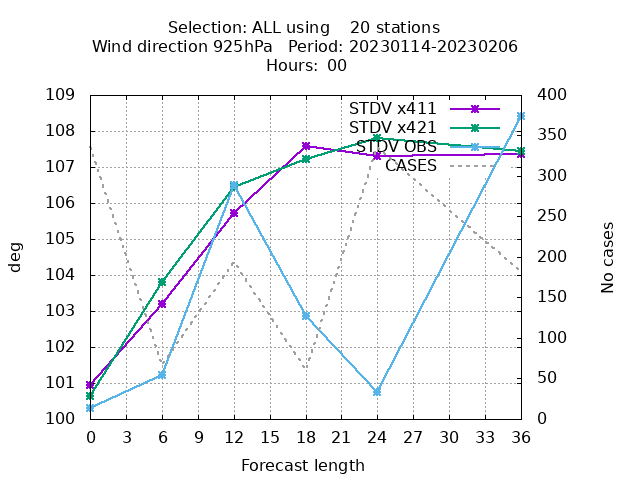 Selection: ALL using    20 stations
Wind direction 925hPa   Period: 20230114-20230206
Hours: 00
109
108
107
106
105
104
103
102
101
100
400
350
300
250
200
150
100
50
0
STDV x411
STDV x421
STDV OBS
CASES
deg
No cases
0 3 6 9 12 15 18 21 24 27 30 33 36
Forecast length